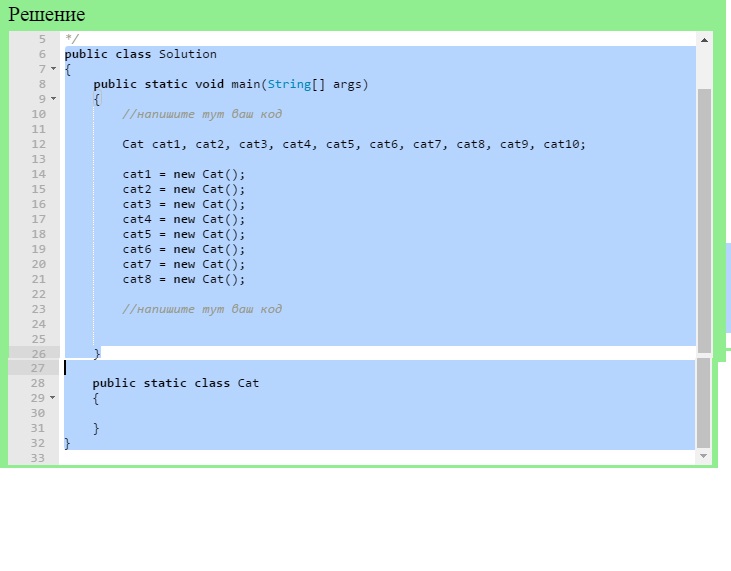 Решение
5 */
6 public class Solution
7 {
8 public static void main(String[] args)
9 {
10 //напишите тут ваш код
11
12 Cat cat1, cat2, cat3, cat4, cat5, cat6, cat7, cat8, cat9, cat10;
13
14 cat1 = new Cat();
15 cat2 = new Cat();
16 cat3 = new Cat();
17 cat4 = new Cat();
18 cat5 = new Cat();
19 cat6 = new Cat();
20 cat7 = new Cat();
21 cat8 = new Cat();
22
23 //напишите тут ваш код
24
25
26 }
27
28 public static class Cat
29 {
30
31 }
32 }
33